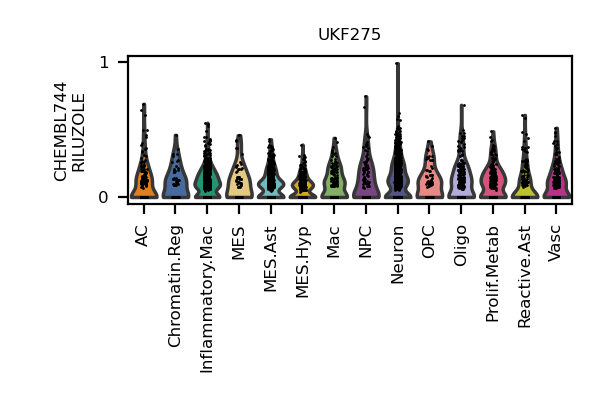 UKF275
CHEMBL744
RILUZOLE
1
0
AC
Chromatin.Reg
Inflammatory.Mac
MES
MES.Ast
MES.Hyp
Mac
NPC
Neuron
OPC
Oligo
Prolif.Metab
Reactive.Ast
Vasc